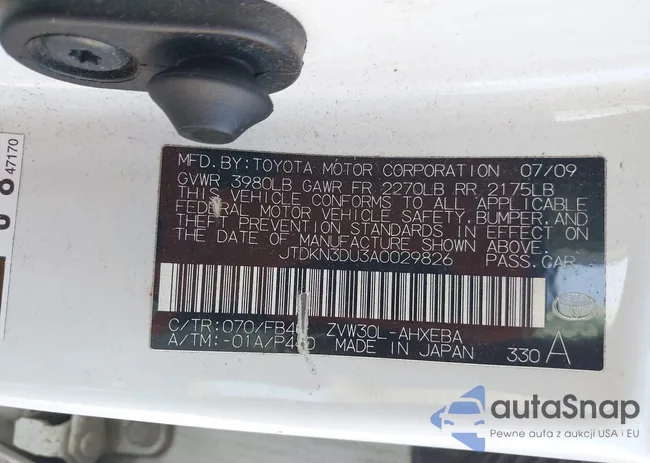 47170
MFD. BY: TOYOTA MOTOR CORPORATION 07/09
GVWR 3980LB GAWR FR 2270LB RR 2175LB
THIS VEHICLE CONFORMS TO ALL APPLICABLE
FEDERAL MOTOR VEHICLE SAFETY, BUMPER, AND
THEFT PREVENTION STANDARDS IN EFFECT ON
THE DATE OF MANUFACTURE SHOWN ABOVE.
JTDKN3DU3A0029826 PASS. CAR
C/TR: 070/FB4 ZVW30L-AHXEBA
A/TM: -01A/P4 0 MADE IN JAPAN 330 A
autaSnap
Pewne auta z aukcji USA i EU